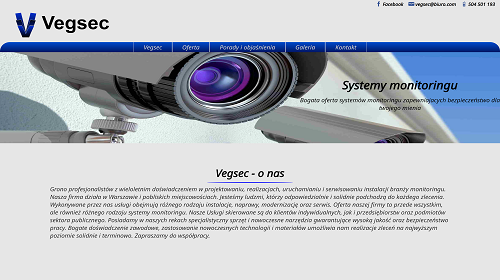 Facebook vegsec@biuro.com 504 501 193
Vegsec
Vegsec Oferta Porady i objaśnienia Galeria Kontakt
Systemy monitoringu
Bogata oferta systemów monitoringu zapewniających bezpieczeństwo dla
twojego mienia
Vegsec - o nas
Grono profesjonalistów z wieloletnim doświadczeniem w projektowaniu, realizacjach, uruchamianiu i serwisowaniu instalacji branży monitoringu.
Nasza firma działa w Warszawie i pobliskich miejscowościach. Jesteśmy ludźmi, którzy odpowiedzialnie i solidnie podchodzą do każdego zlecenia.
Wykonywane przez nas usługi obejmują różnego rodzaju instalacje, naprawy, modernizację oraz serwis. Oferta naszej firmy to przede wszystkim,
ale również różnego rodzaju systemy monitoringu. Nasze Usługi skierowane są do klientów indywidualnych, jak i przedsiębiorstw oraz podmiotów
sektora publicznego. Posiadamy w naszych rękach specjalistyczny sprzęt i nowoczesne narzędzia gwarantujące wysoką jakość oraz bezpieczeństwo
pracy. Bogate doświadczenie zawodowe, zastosowanie nowoczesnych technologii i materiałów umożliwia nam realizacje zleceń na najwyższym
poziomie solidnie i terminowo. Zapraszamy do współpracy.